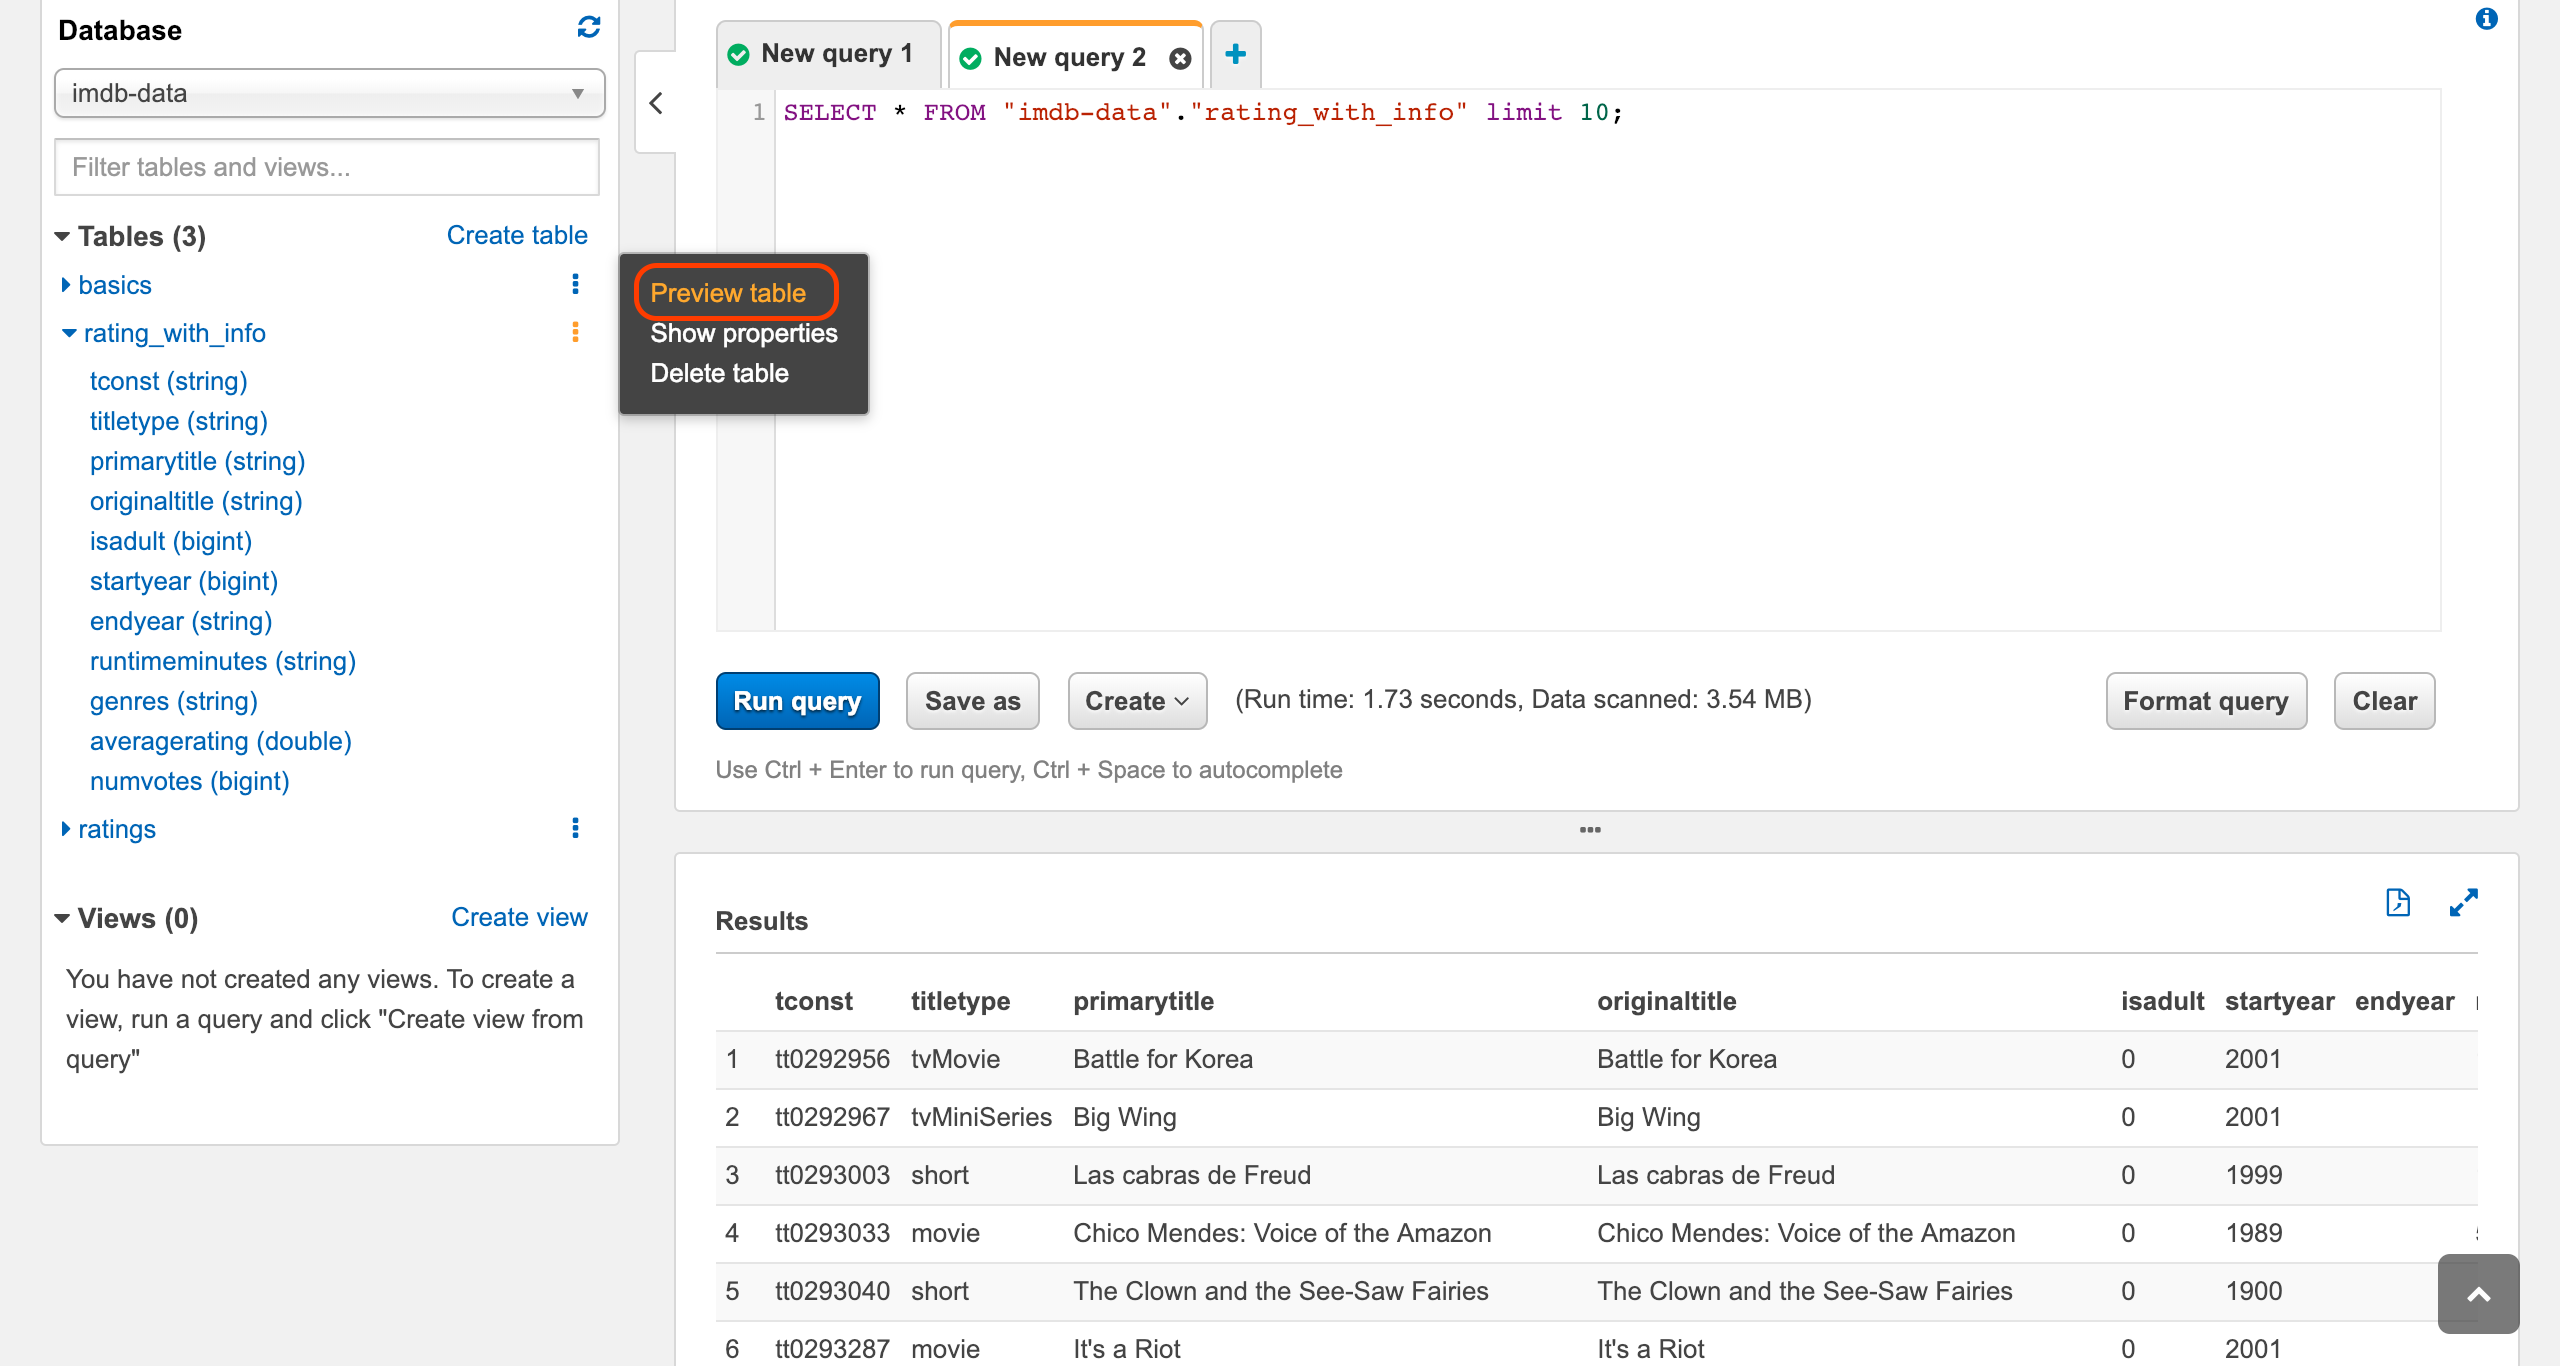 Database
imdb-data
Filter tables and views...
Tables (3)
Create table
basics
rating_with_info
tconst (string)
titletype (string)
primarytitle (string)
originaltitle (string)
isadult (bigint)
startyear (bigint)
endyear (string)
runtimeminutes (string)
genres (string)
averagerating (double)
numvotes (bigint)
ratings
Views (0)
Create view
You have not created any views. To create a
view, run a query and click "Create view from
query"
Preview table
Show properties
Delete table
New query 1
New query 2
1 SELECT * FROM "imdb-data"."rating_with_info" limit 10;
Run query
Save as
Create
(Run time: 1.73 seconds, Data scanned: 3.54 MB)
Format query
Clear
Use Ctrl + Enter to run query, Ctrl + Space to autocomplete
Results
tconst titletype primarytitle originaltitle isadult startyear endyear
1 tt0292956 tvMovie Battle for Korea Battle for Korea 0 2001
2 tt0292967 tvMiniSeries Big Wing Big Wing 0 2001
3 tt0293003 short Las cabras de Freud Las cabras de Freud 0 1999
4 tt0293033 movie Chico Mendes: Voice of the Amazon Chico Mendes: Voice of the Amazon 0 1989
5 tt0293040 short The Clown and the See-Saw Fairies The Clown and the See-Saw Fairies 0 1900
6 tt0293287 movie It's a Riot It's a Riot 0 2001